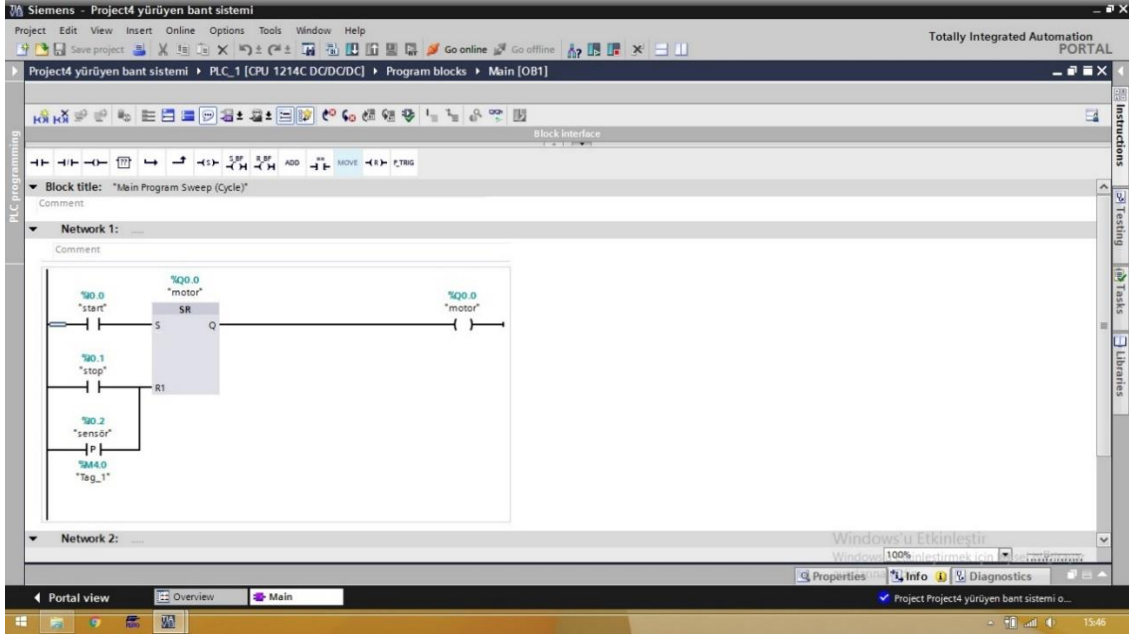 Siemens - Project4 yürüyen bant sistemi
Project Edit View Insert Online Options Tools Window Help
Totally Integrated Automation
PORTAL
Save project
Go online
Go offline
Project4 yürüyen bant sistemi ▸ PLC_1 [CPU 1214C DC/DC/DC] ▸ Program blocks ▸ Main [OB1]
Block interface
ADD MOVE P_TRIG
Block title: "Main Program Sweep (Cycle)"
Comment
Network 1:
Comment
%Q0.0
"motor"
SR
%I0.0
"start"
S Q
%Q0.0
"motor"
%I0.1
"stop"
R1
%I0.2
"sensör"
P
%M4.0
"Tag_1"
Network 2:
Windows'u Etkinleştir
100%
Properties Info Diagnostics
Portal view Overview Main
Project Project4 yürüyen bant sistemi o...
15:46
PLC programming
Instructions
Testing
Tasks
Libraries